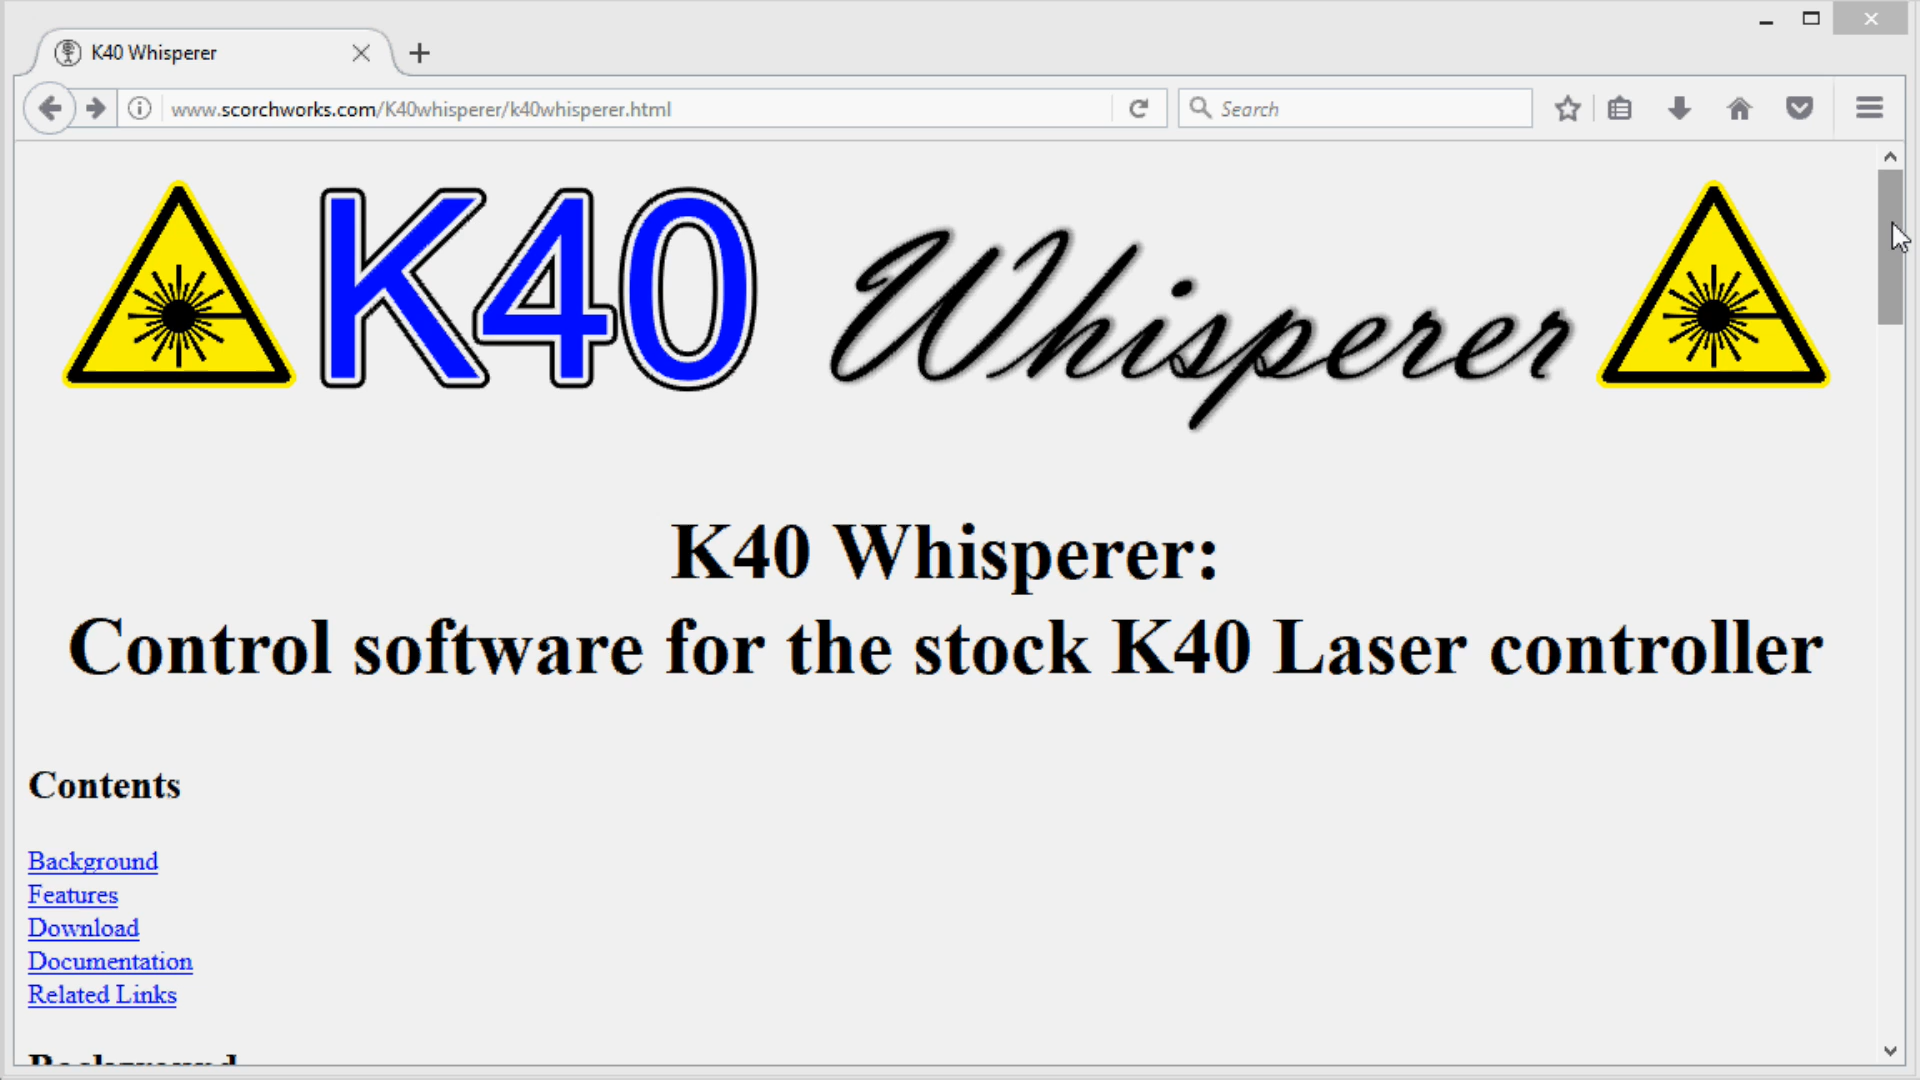 K40 Whisperer
www.scorchworks.com/K40whisperer/k40whisperer.html
Search
K40 Whisperer
K40 Whisperer:
Control software for the stock K40 Laser controller
Contents
Background
Features
Download
Documentation
Related Links
Background